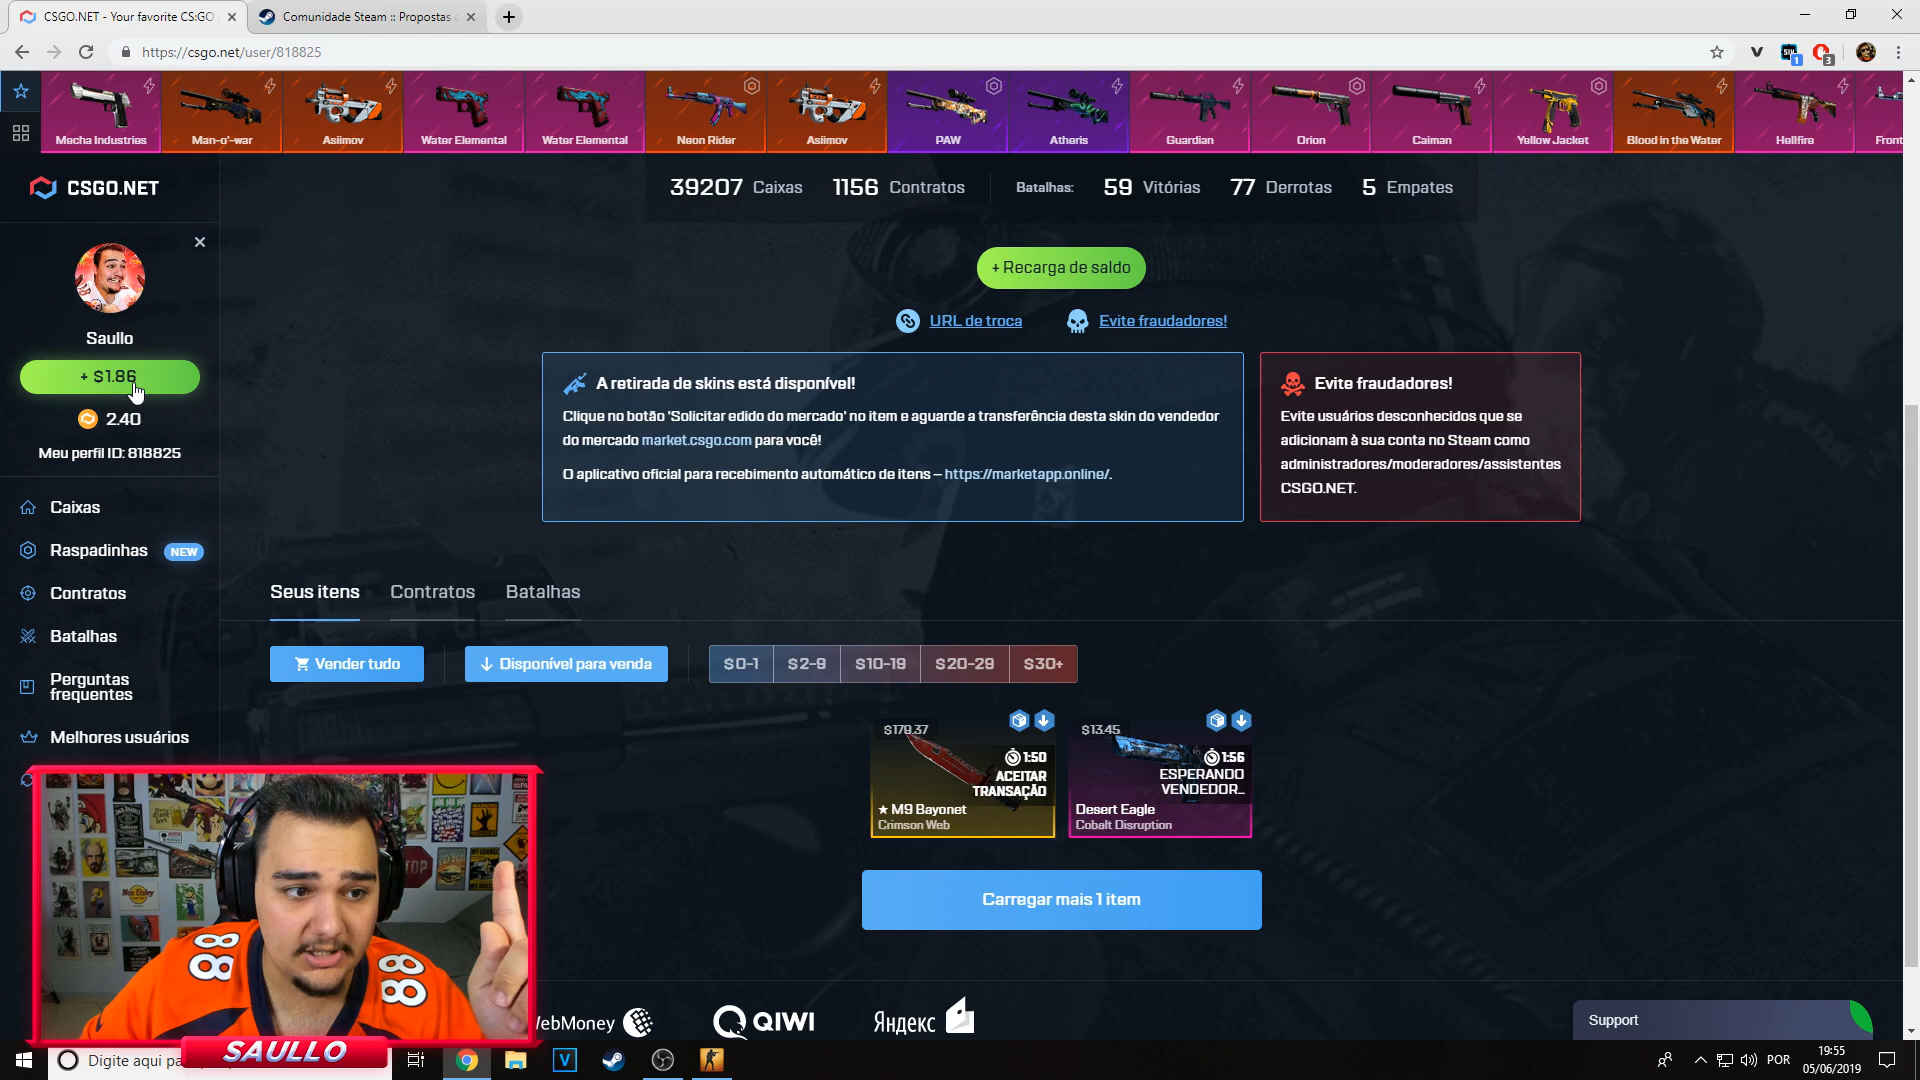 CSGO.NET - Your favorite CS:GO
Comunidade Steam :: Propostas
https://csgo.net/user/818825
1
3
Mecha Industries
Man-o'-war
Asiimov
Water Elemental
Water Elemental
Neon Rider
Asiimov
PAW
Atheris
Guardian
Orion
Caiman
Yellow Jacket
Blood in the Water
Hellfire
Front
CSGO.NET
39207 Caixas
1156 Contratos
Batalhas:
59 Vitórias
77 Derrotas
5 Empates
Saullo
+ $1.86
2.40
Meu perfil ID: 818825
+ Recarga de saldo
URL de troca
Evite fraudadores!
A retirada de skins está disponível!
Clique no botão 'Solicitar edido do mercado' no item e aguarde a transferência desta skin do vendedor
do mercado market.csgo.com para você!
O aplicativo oficial para recebimento automático de itens – https://marketapp.online/.
Evite fraudadores!
Evite usuários desconhecidos que se
adicionam à sua conta no Steam como
administradores/moderadores/assistentes
CSGO.NET.
Caixas
Raspadinhas NEW
Contratos
Batalhas
Perguntas
frequentes
Melhores usuários
Seus itens
Contratos
Batalhas
Vender tudo
Disponível para venda
$0-1
$2-9
$10-19
$20-29
$30+
$170.37
1:50
ACEITAR
TRANSAÇÃO
★ M9 Bayonet
Crimson Web
$13.45
1:56
ESPERANDO
VENDEDOR...
Desert Eagle
Cobalt Disruption
Carregar mais 1 item
WebMoney
QIWI
Яндекс
Support
STOP
88
88
SAULLO
Digite aqui pa
V
POR
19:55
05/06/2019